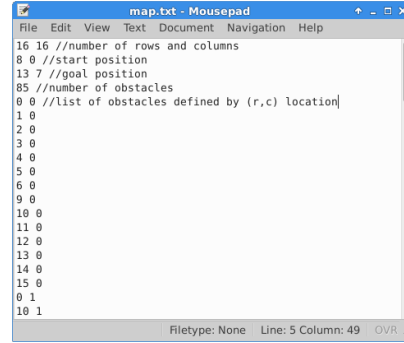 map.txt - Mousepad
File Edit View Text Document Navigation Help
16 16 //number of rows and columns
8 0 //start position
13 7 //goal position
85 //number of obstacles
0 0 //list of obstacles defined by (r,c) location
1 0
2 0
3 0
4 0
5 0
6 0
9 0
10 0
11 0
12 0
13 0
14 0
15 0
0 1
10 1
Filetype: None Line: 5 Column: 49 OVR